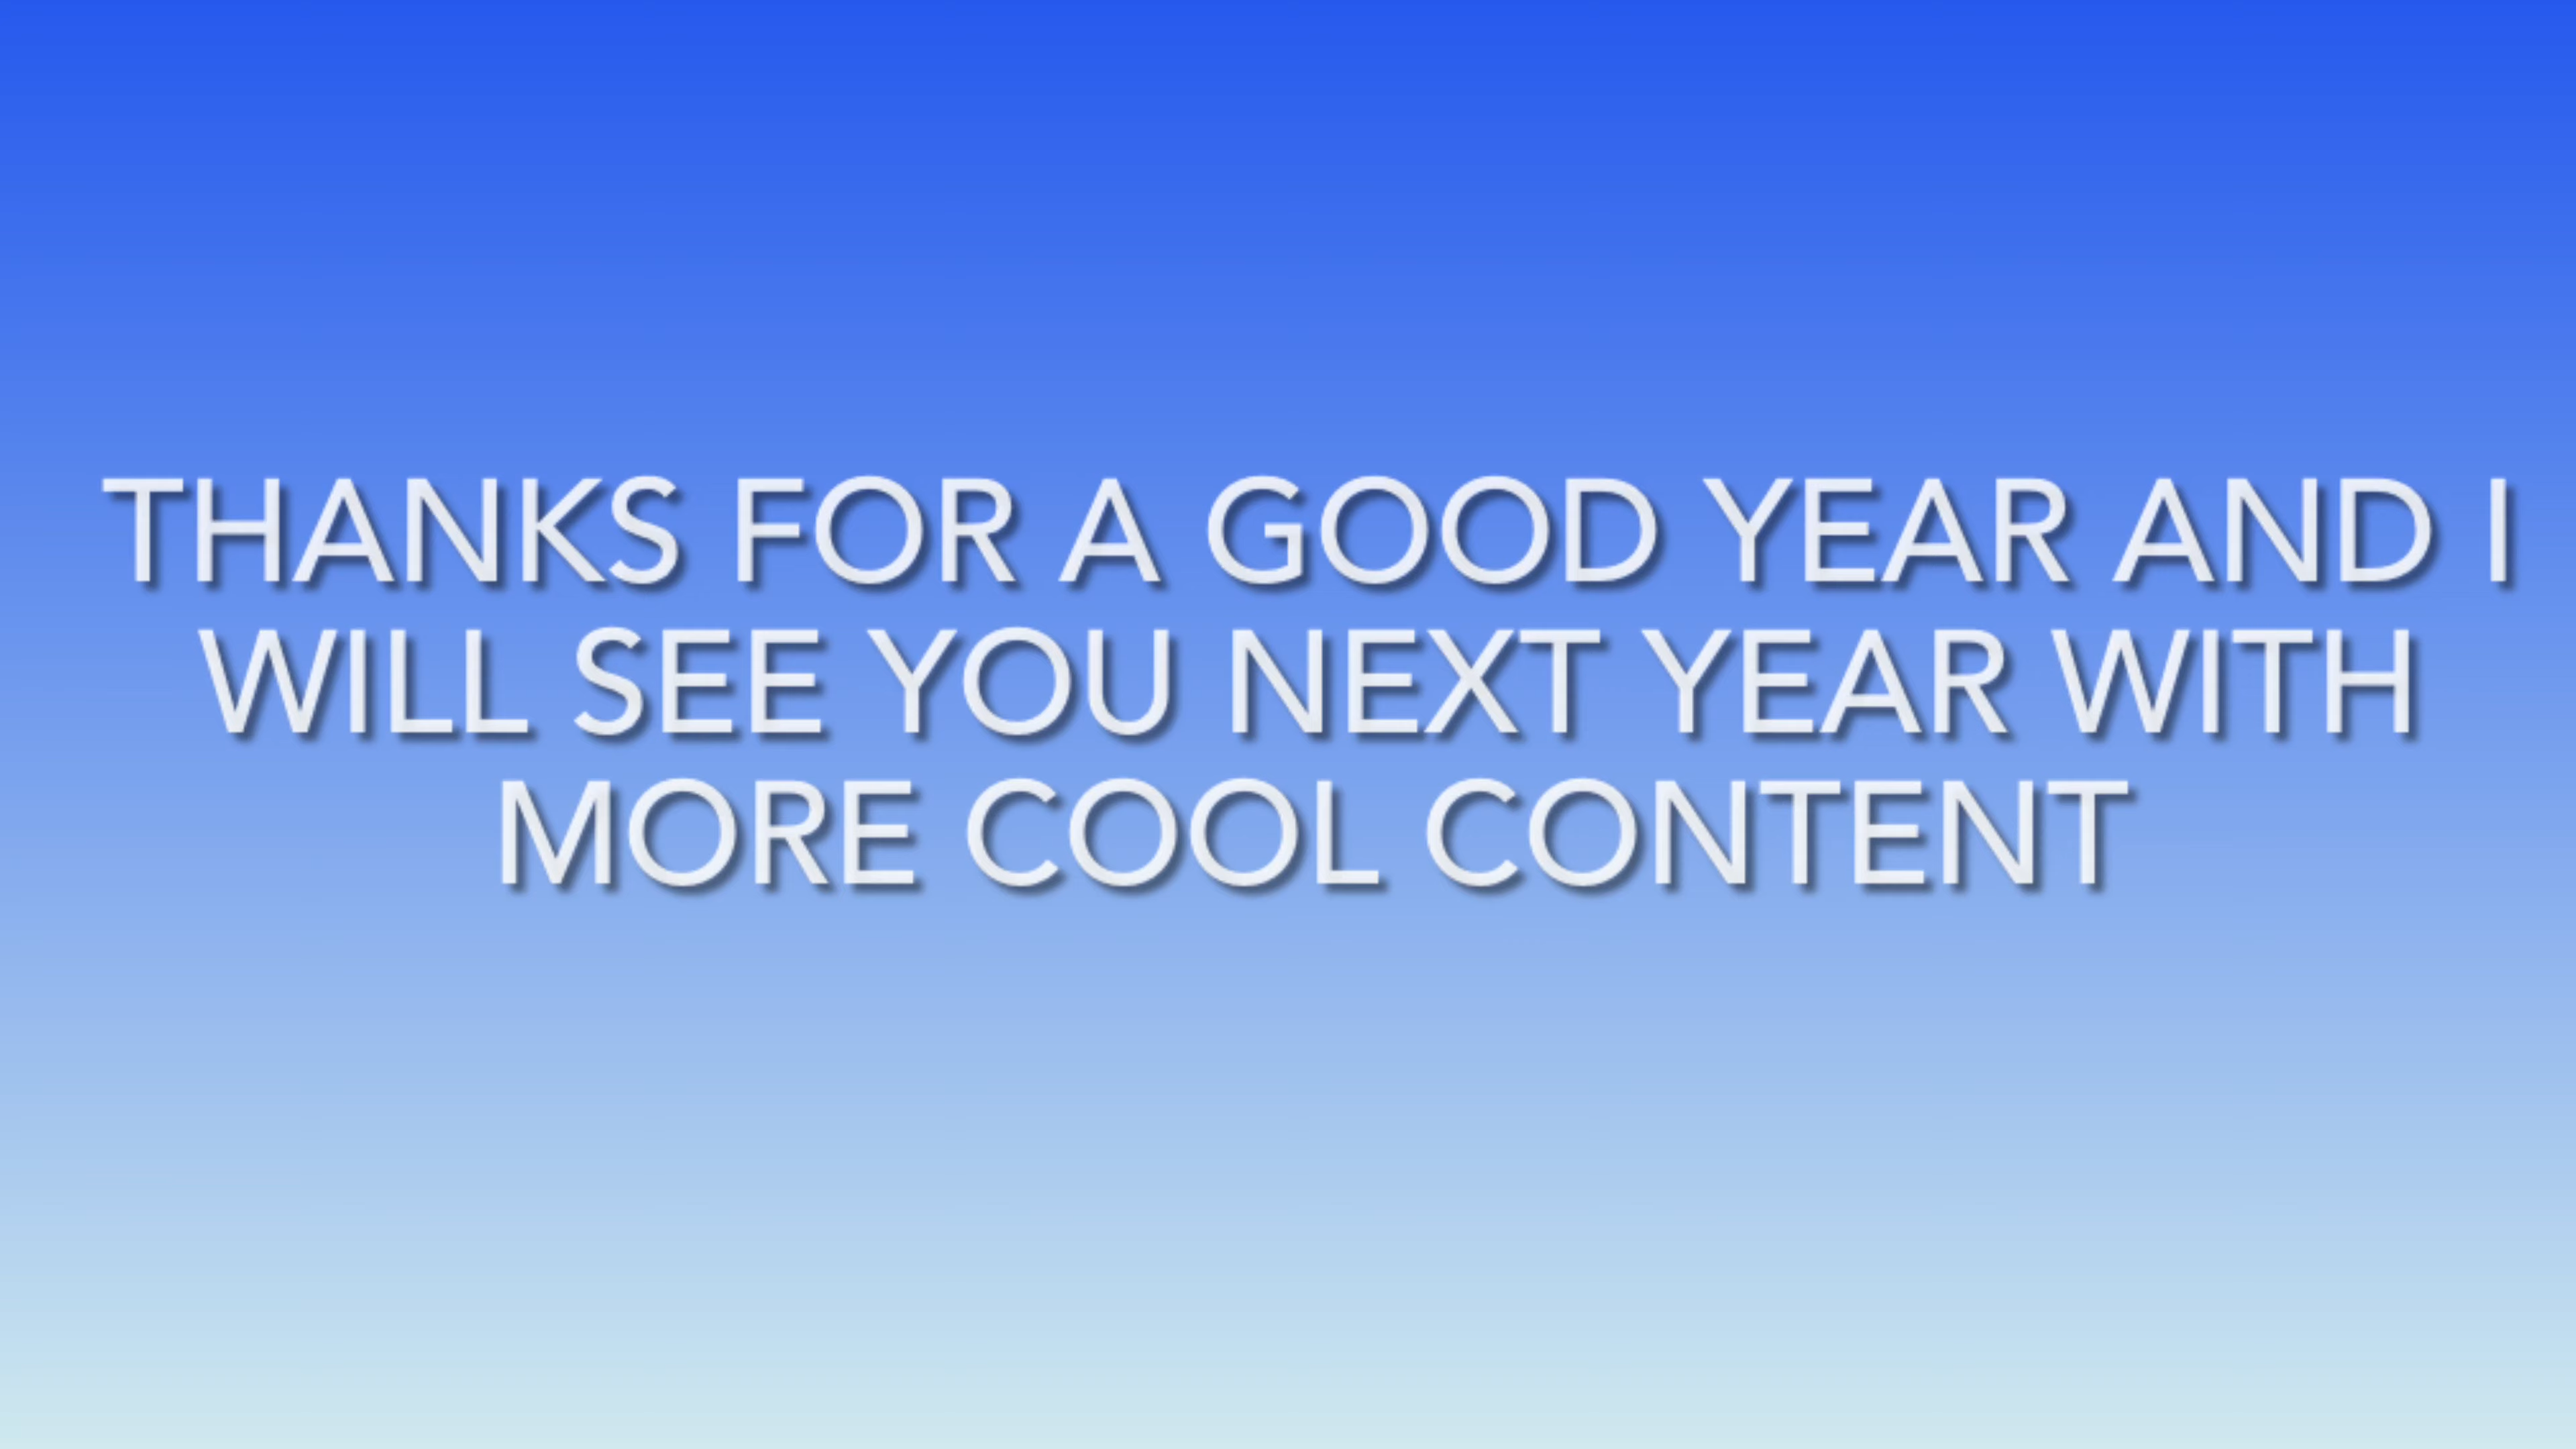 THANKS FOR A GOOD YEAR AND I
WILL SEE YOU NEXT YEAR WITH
MORE COOL CONTENT